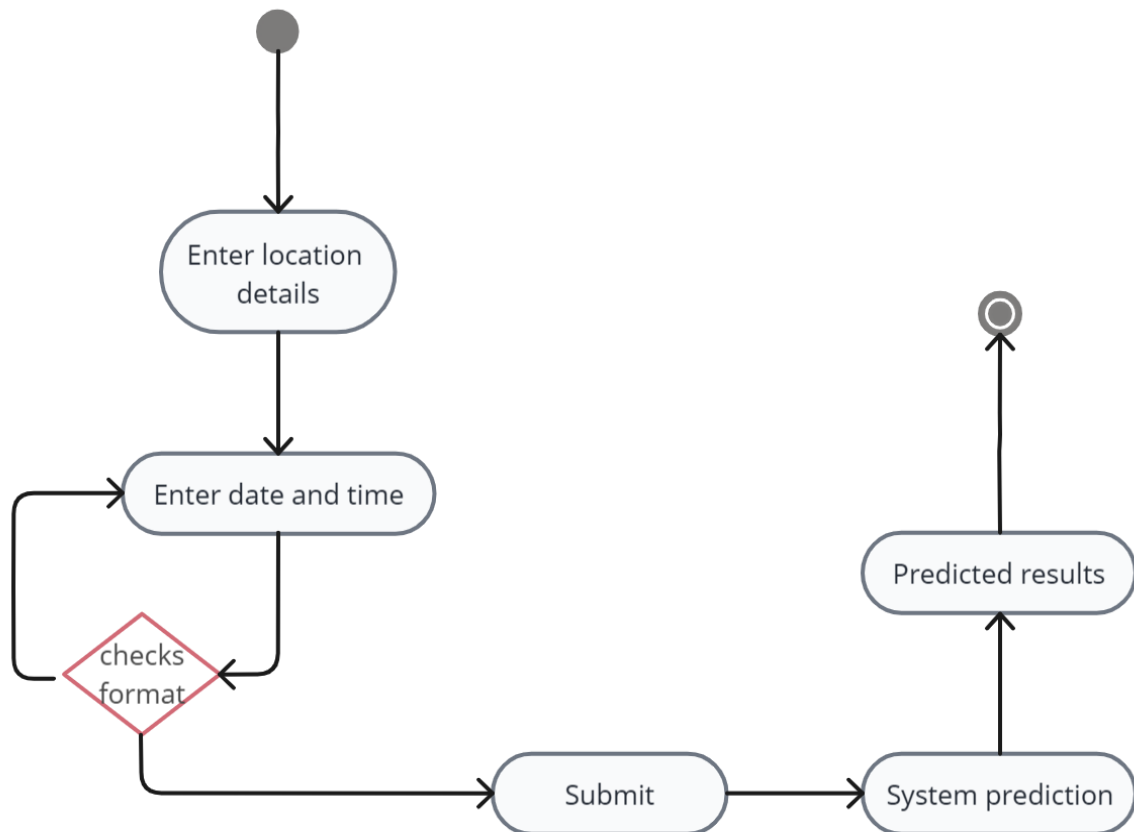 Enter location
details
Enter date and time
checks
format
Submit
System prediction
Predicted results